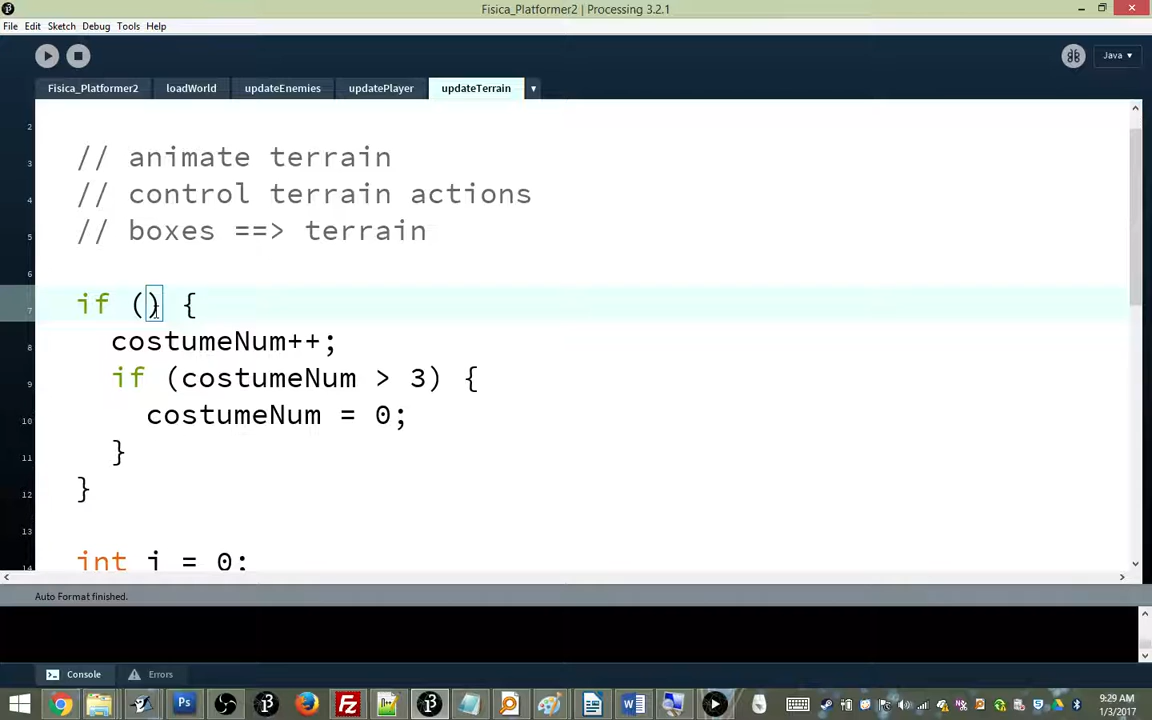 Fisica_Platformer2 | Processing 3.2.1
File Edit Sketch Debug Tools Help
Java ▾
Fisica_Platformer2 loadWorld updateEnemies updatePlayer updateTerrain ▾
2
3 // animate terrain
4 // control terrain actions
5 // boxes ==> terrain
6
7 if () {
8 costumeNum++;
9 if (costumeNum > 3) {
10 costumeNum = 0;
11 }
12 }
13
14 int i = 0;
Auto Format finished.
Console Errors
9:29 AM
1/3/2017